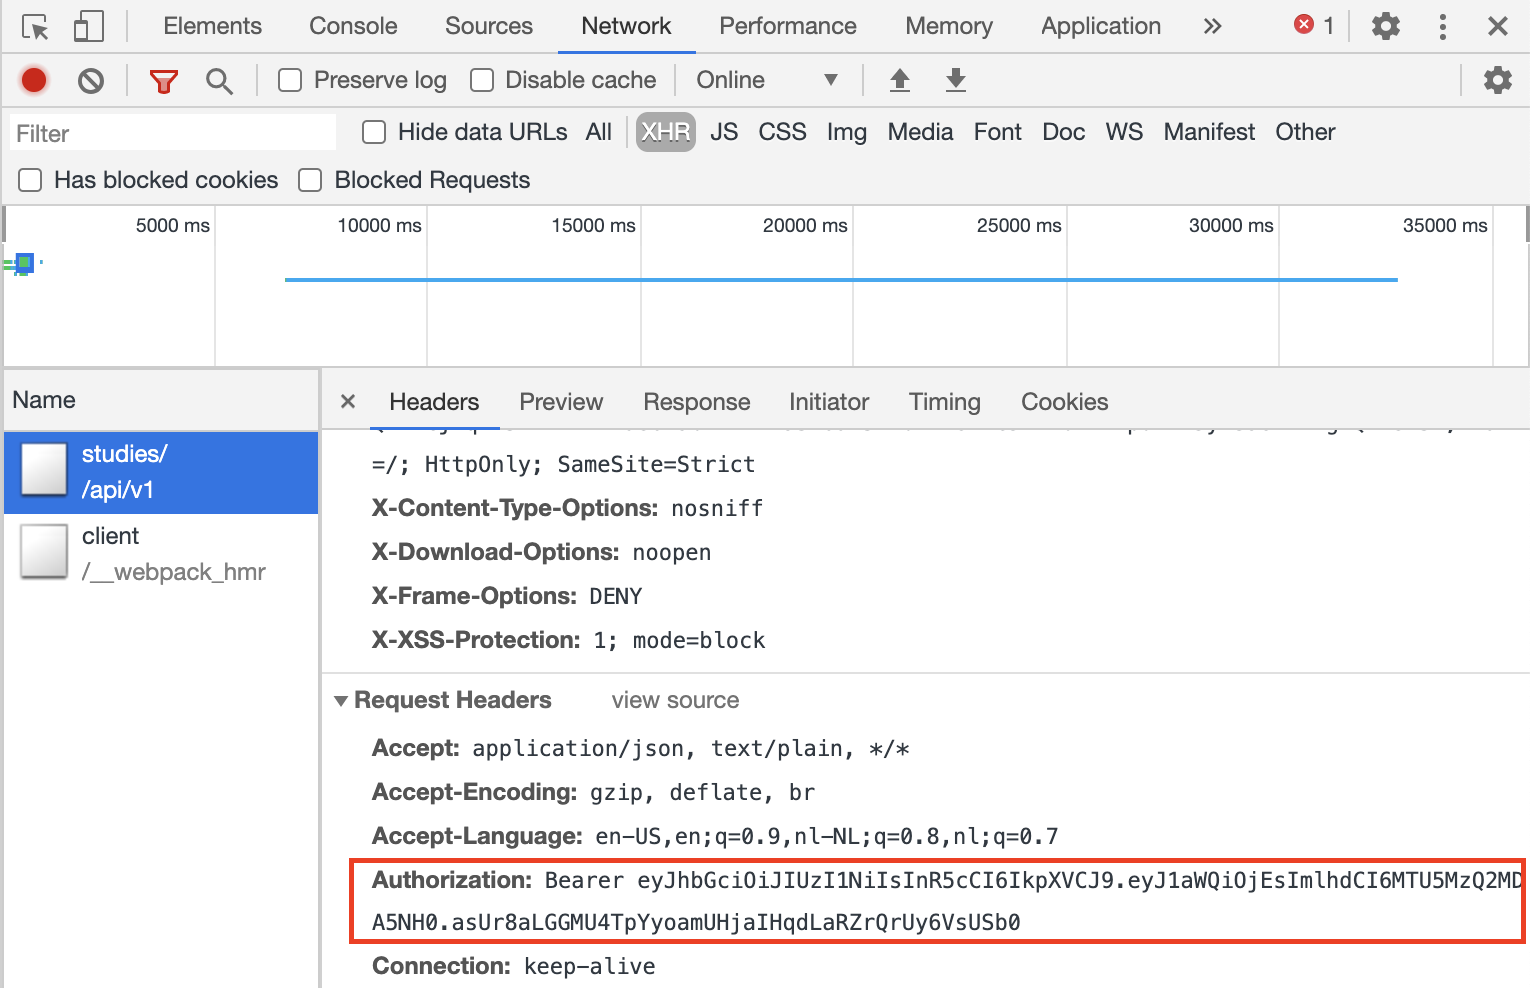 Elements Console Sources Network Performance Memory Application » 1
Preserve log Disable cache Online
Filter Hide data URLs All XHR JS CSS Img Media Font Doc WS Manifest Other
Has blocked cookies Blocked Requests
5000 ms 10000 ms 15000 ms 20000 ms 25000 ms 30000 ms 35000 ms
Name
studies/
/api/v1
client
/__webpack_hmr
× Headers Preview Response Initiator Timing Cookies
=/; HttpOnly; SameSite=Strict
X-Content-Type-Options: nosniff
X-Download-Options: noopen
X-Frame-Options: DENY
X-XSS-Protection: 1; mode=block
Request Headers view source
Accept: application/json, text/plain, */*
Accept-Encoding: gzip, deflate, br
Accept-Language: en-US,en;q=0.9,nl-NL;q=0.8,nl;q=0.7
Authorization: Bearer eyJhbGciOiJIUzI1NiIsInR5cCI6IkpXVCJ9.eyJ1aWQiOjEsImlhdCI6MTU5MzQ2MD
A5NH0.asUr8aLGGMU4TpYyoamUHjaIHqdLaRZrQrUy6VsUSb0
Connection: keep-alive